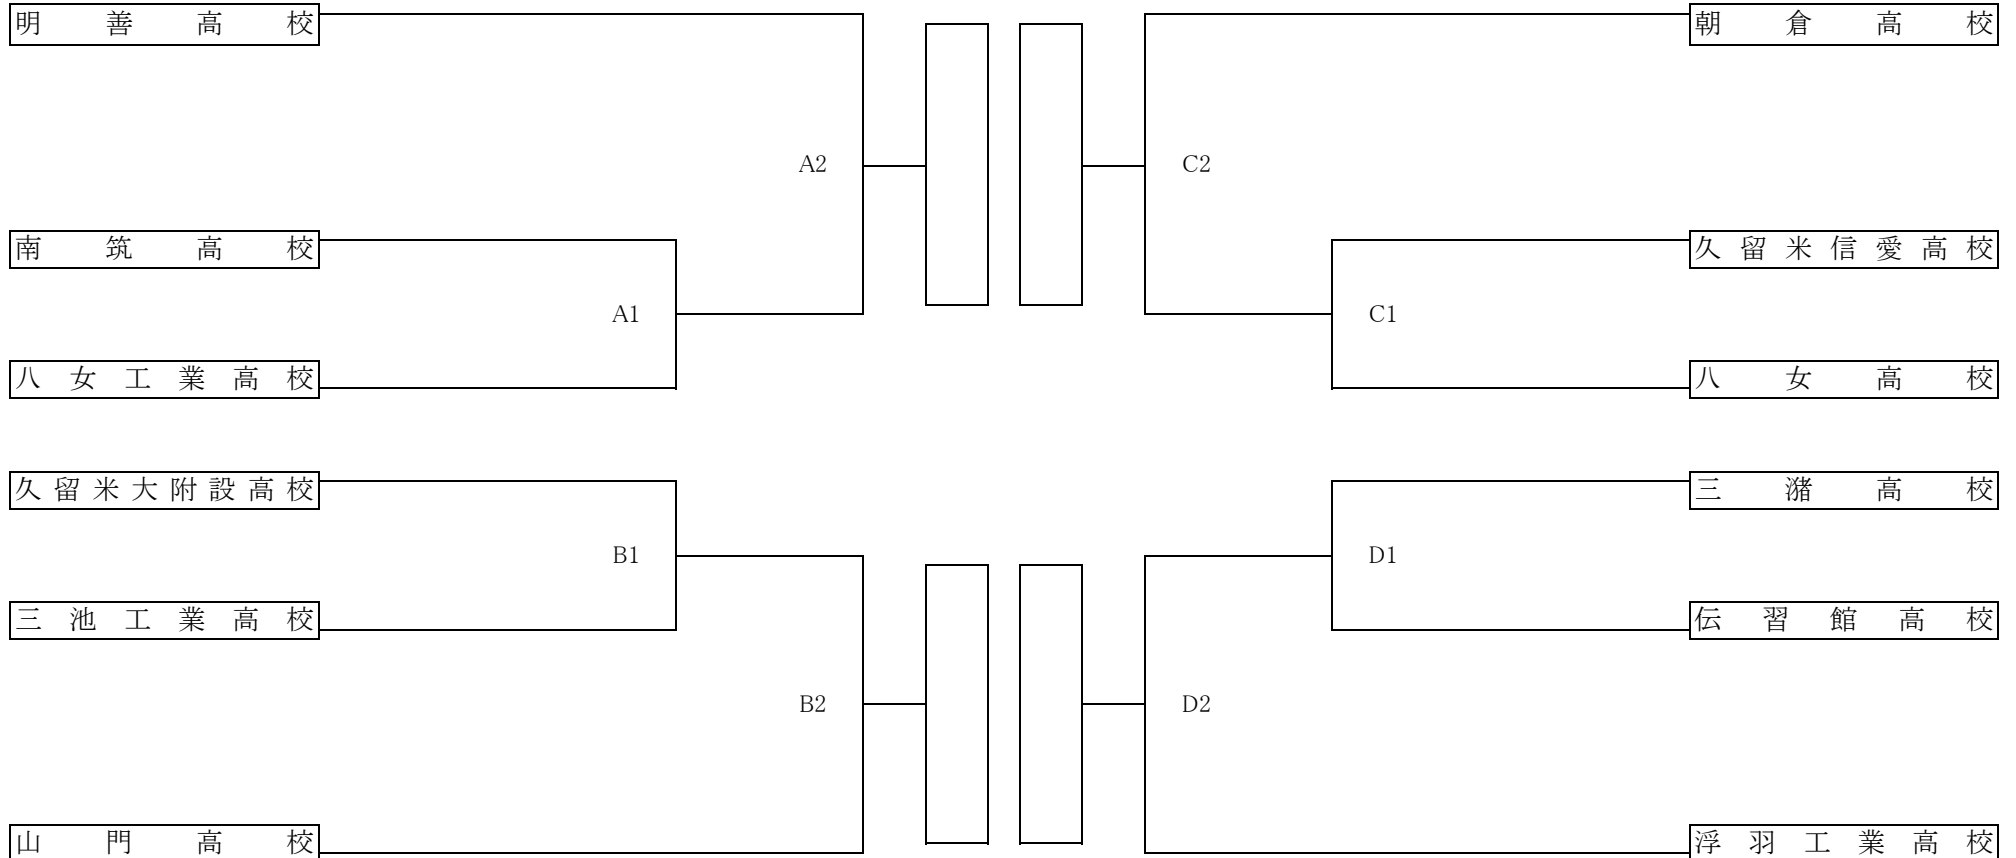 明善高校
朝倉高校
A2
C2
南筑高校
久留米信愛高校
A1
C1
八女工業高校
八女高校
久留米大附設高校
三潴高校
B1
D1
三池工業高校
伝習館高校
B2
D2
山門高校
浮羽工業高校